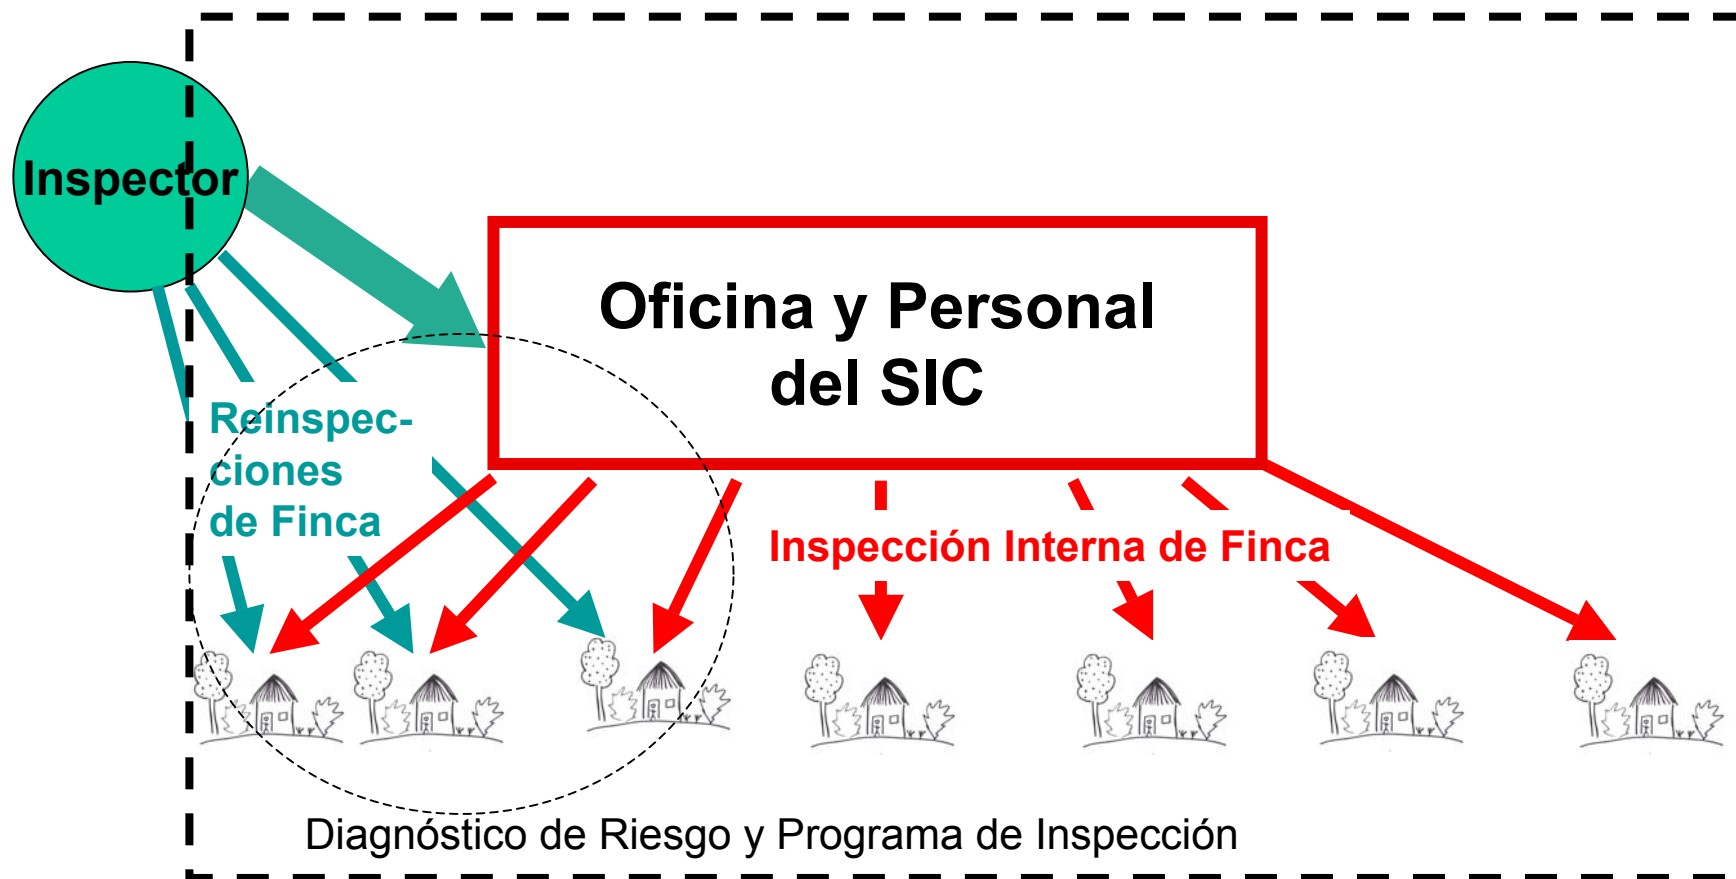 Inspector
Oficina y Personal
del SIC
Reinspec-
ciones
de Finca
Inspección Interna de Finca
Diagnóstico de Riesgo y Programa de Inspección